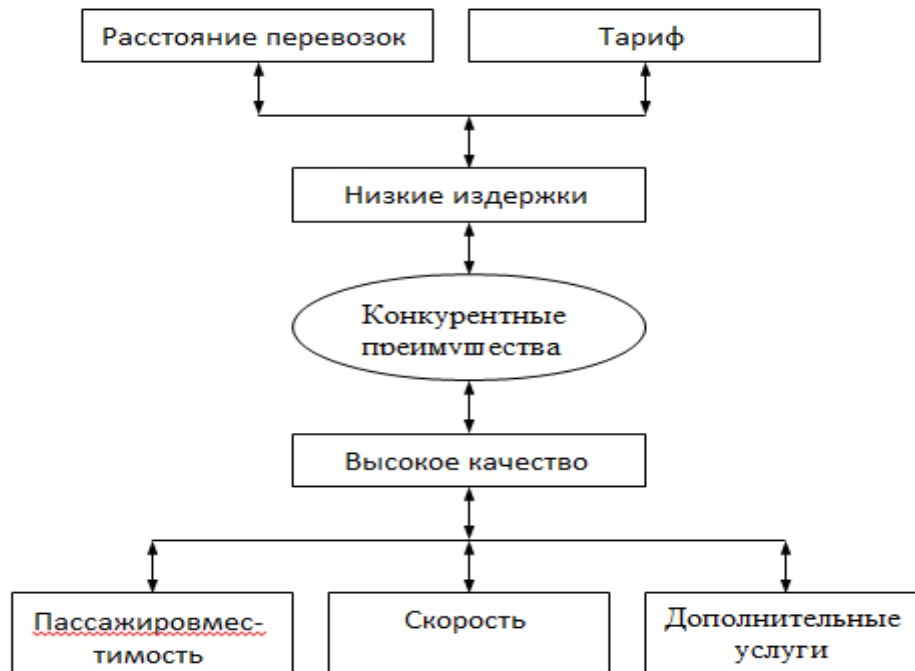 Расстояние перевозок
Тариф
Низкие издержки
Конкурентные
преимущества
Высокое качество
Пассажировмес-
тимость
Скорость
Дополнительные
услуги